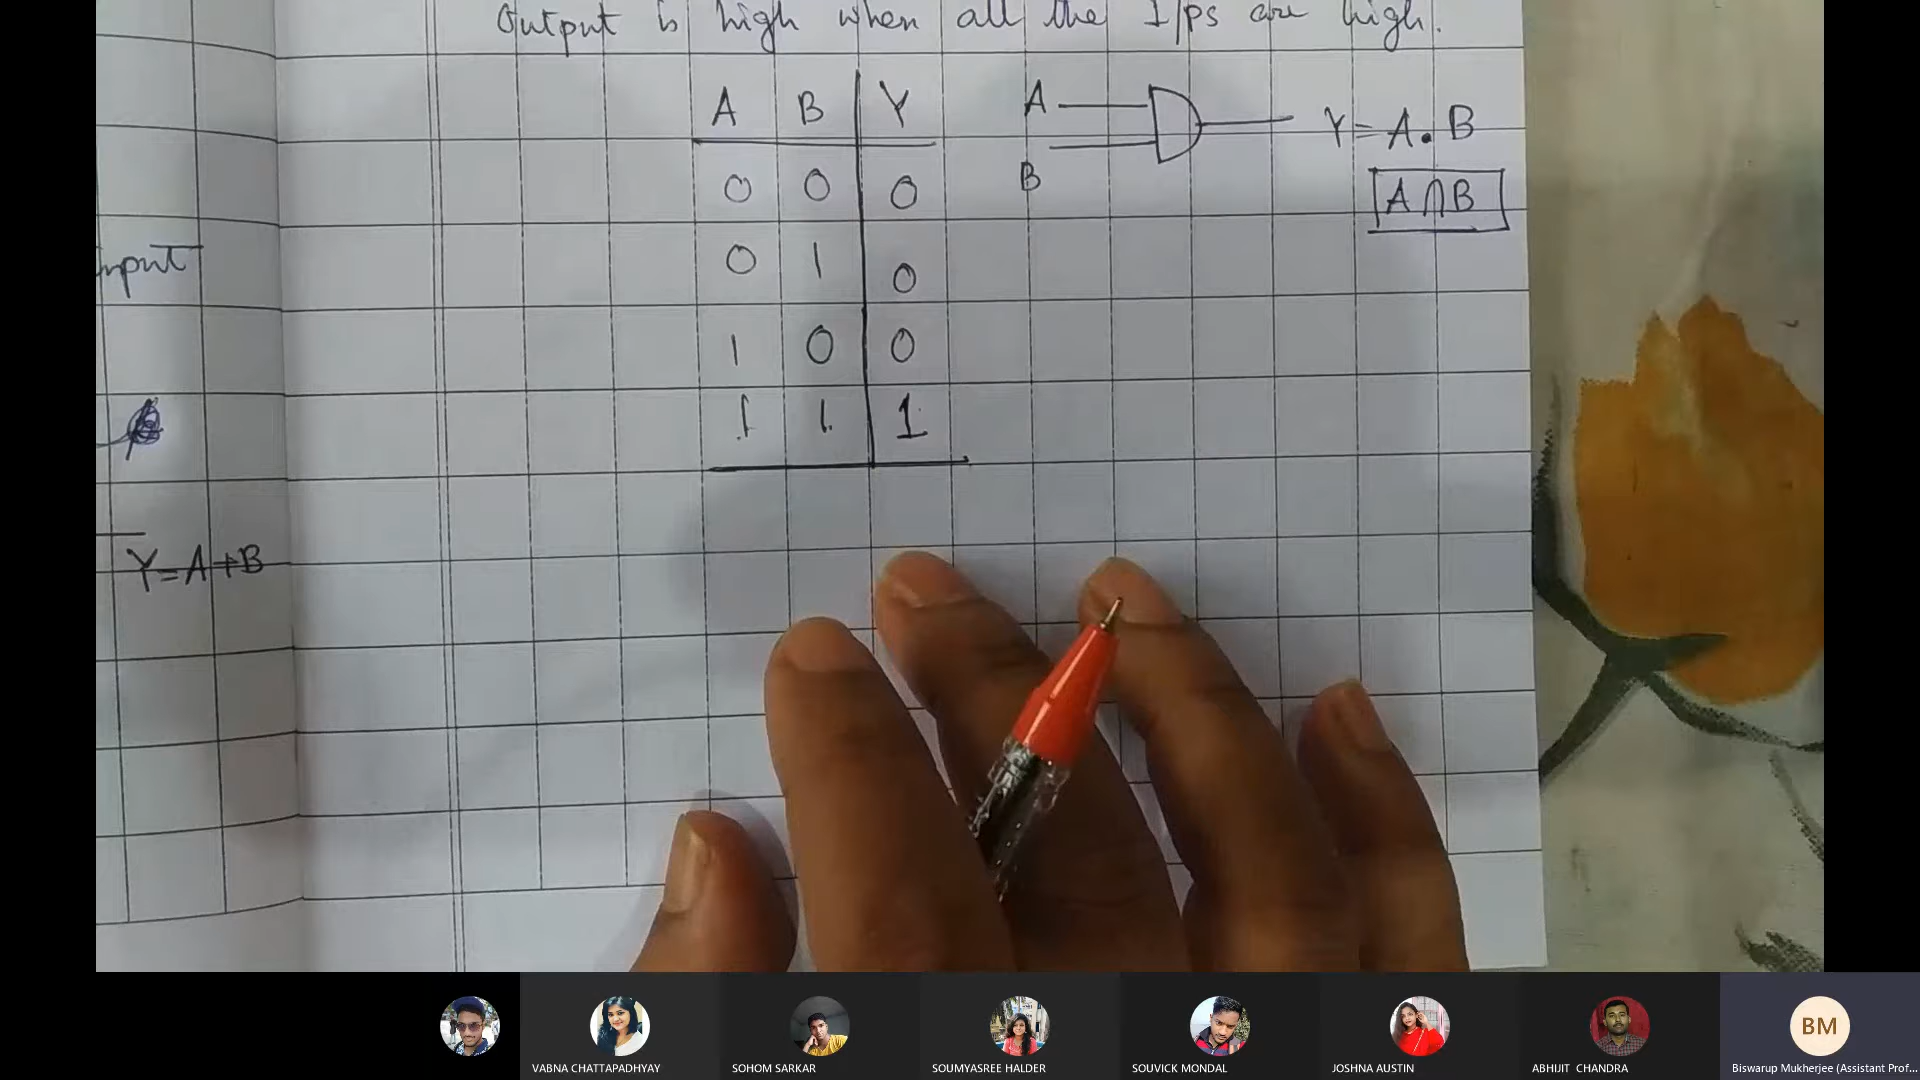 Output is high when all the I/ps are high.
A B Y
0 0 0
0 1 0
1 0 0
1 1 1
A
B
Y = A . B
A ∩ B
input
Y = A + B
VABNA CHATTAPADHYAY
SOHOM SARKAR
SOUMYASREE HALDER
SOUVICK MONDAL
JOSHNA AUSTIN
ABHIJIT CHANDRA
BM
Biswarup Mukherjee (Assistant Prof...